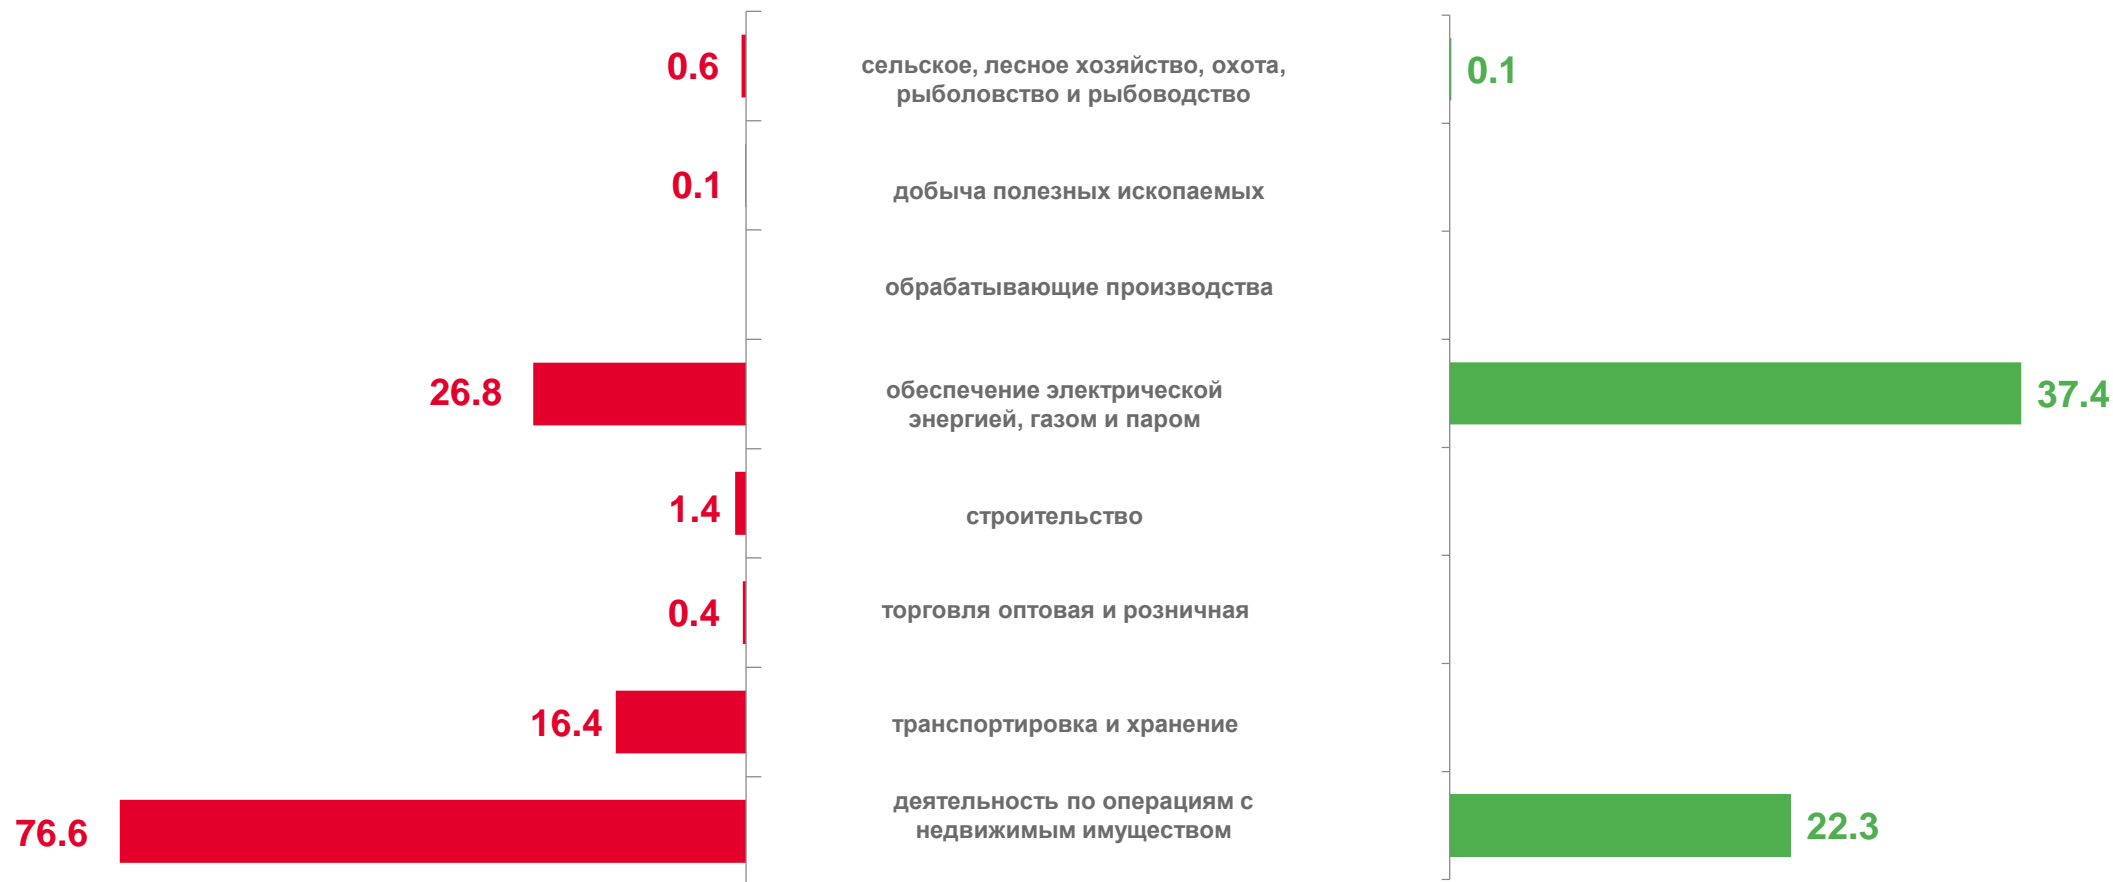 0.6
сельское, лесное хозяйство, охота,
рыболовство и рыбоводство
0.1
0.1
добыча полезных ископаемых
обрабатывающие производства
26.8
обеспечение электрической
энергией, газом и паром
37.4
1.4
строительство
0.4
торговля оптовая и розничная
16.4
транспортировка и хранение
76.6
деятельность по операциям с
недвижимым имуществом
22.3